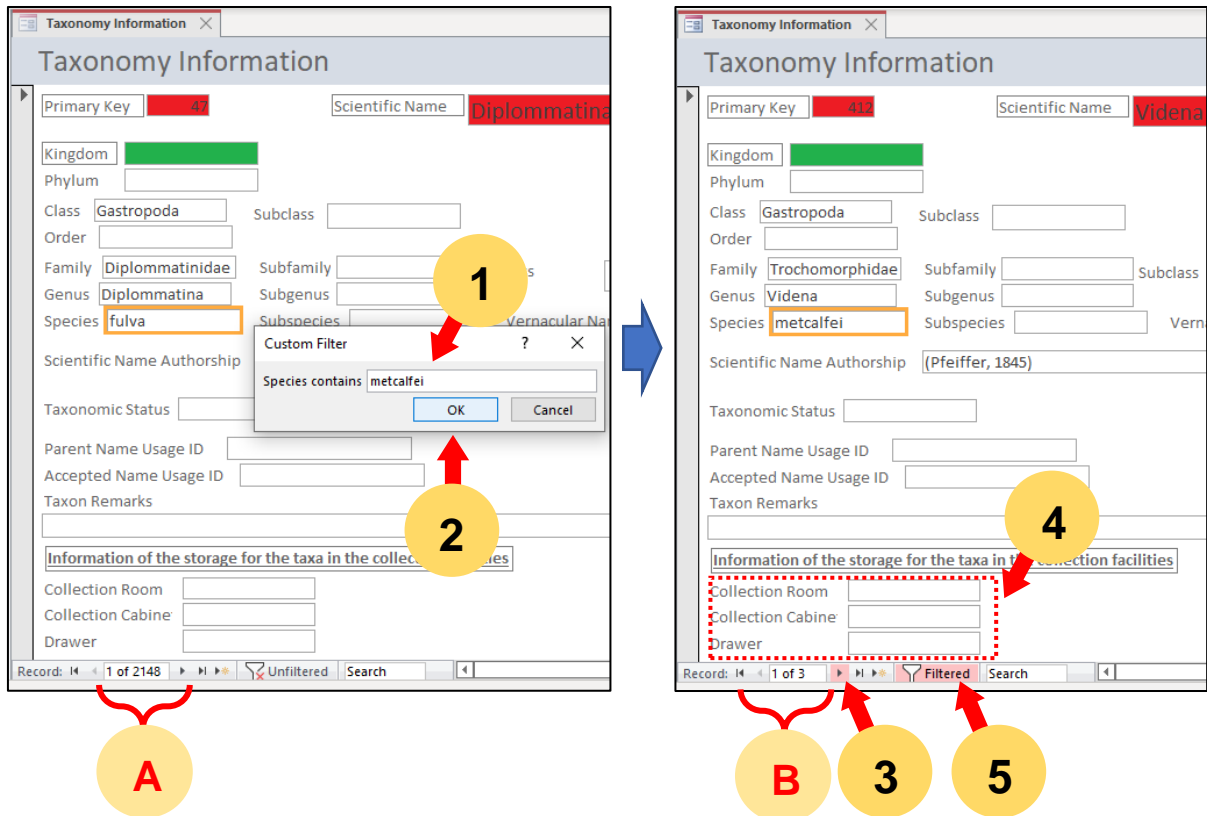 Taxonomy Information
Taxonomy Information
Primary Key 47 Scientific Name Diplommatina
Kingdom
Phylum
Class Gastropoda Subclass
Order
Family Diplommatinidae Subfamily
Genus Diplommatina Subgenus
Species fulva Subspecies Vernacular Na
Custom Filter ? ×
Species contains metcalfei
OK Cancel
Scientific Name Authorship
Taxonomic Status
Parent Name Usage ID
Accepted Name Usage ID
Taxon Remarks
Information of the storage for the taxa in the collec
Collection Room
Collection Cabine
Drawer
Record: 1 of 2148 Unfiltered Search
1
2
A
Taxonomy Information
Taxonomy Information
Primary Key 412 Scientific Name Videna
Kingdom
Phylum
Class Gastropoda Subclass
Order
Family Trochomorphidae Subfamily Subclass
Genus Videna Subgenus
Species metcalfei Subspecies Vern
Scientific Name Authorship (Pfeiffer, 1845)
Taxonomic Status
Parent Name Usage ID
Accepted Name Usage ID
Taxon Remarks
Information of the storage for the taxa in the collection facilities
Collection Room
Collection Cabine
Drawer
Record: 1 of 3 Filtered Search
4
B
3
5